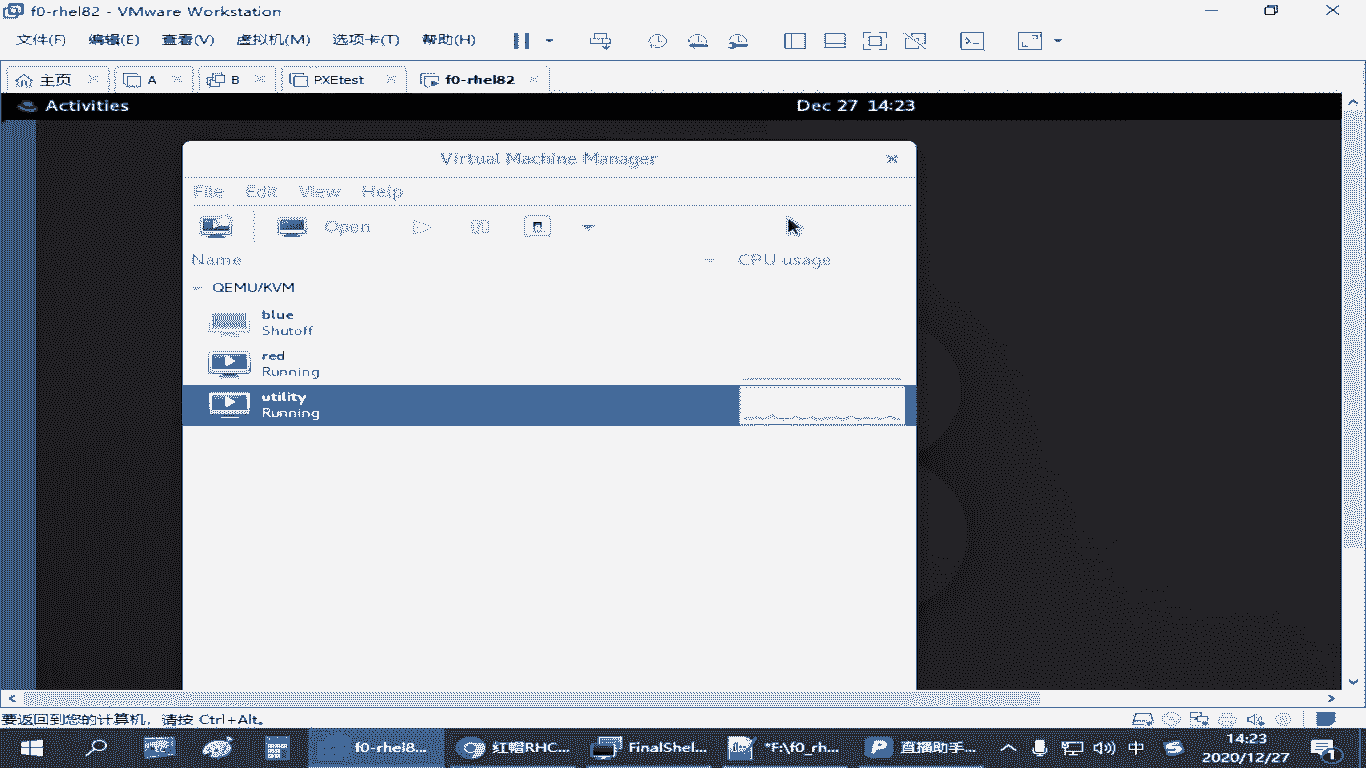 f0-rhel82 - VMware Workstation
文件(F) 编辑(E) 查看(V) 虚拟机(M) 选项卡(T) 帮助(H)
主页 A B PXEtest f0-rhel82
Activities Dec 27 14:23
Virtual Machine Manager
File Edit View Help
Open
Name CPU usage
QEMU/KVM
blue
Shutoff
red
Running
utility
Running
要返回到您的计算机，请按 Ctrl+Alt。
f0-rhel8... 红帽RHC... FinalShel... *F:\f0_rh... 直播助手... 中 14:23
2020/12/27 1